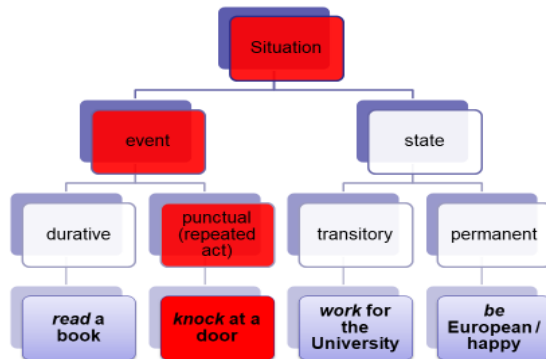 Situation
event
state
durative
punctual
(repeated
act)
transitory
permanent
read a
book
knock at a
door
work for
the
University
be
European /
happy